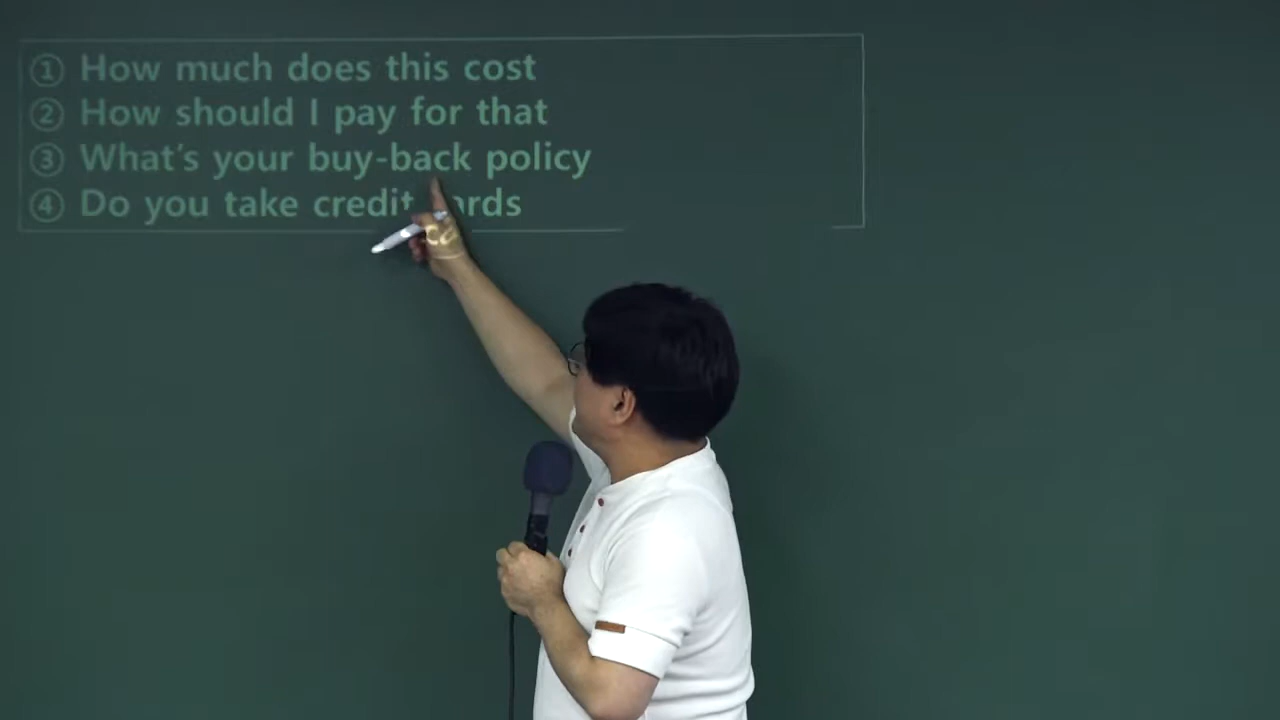 ① How much does this cost
② How should I pay for that
③ What's your buy-back policy
④ Do you take credit cards